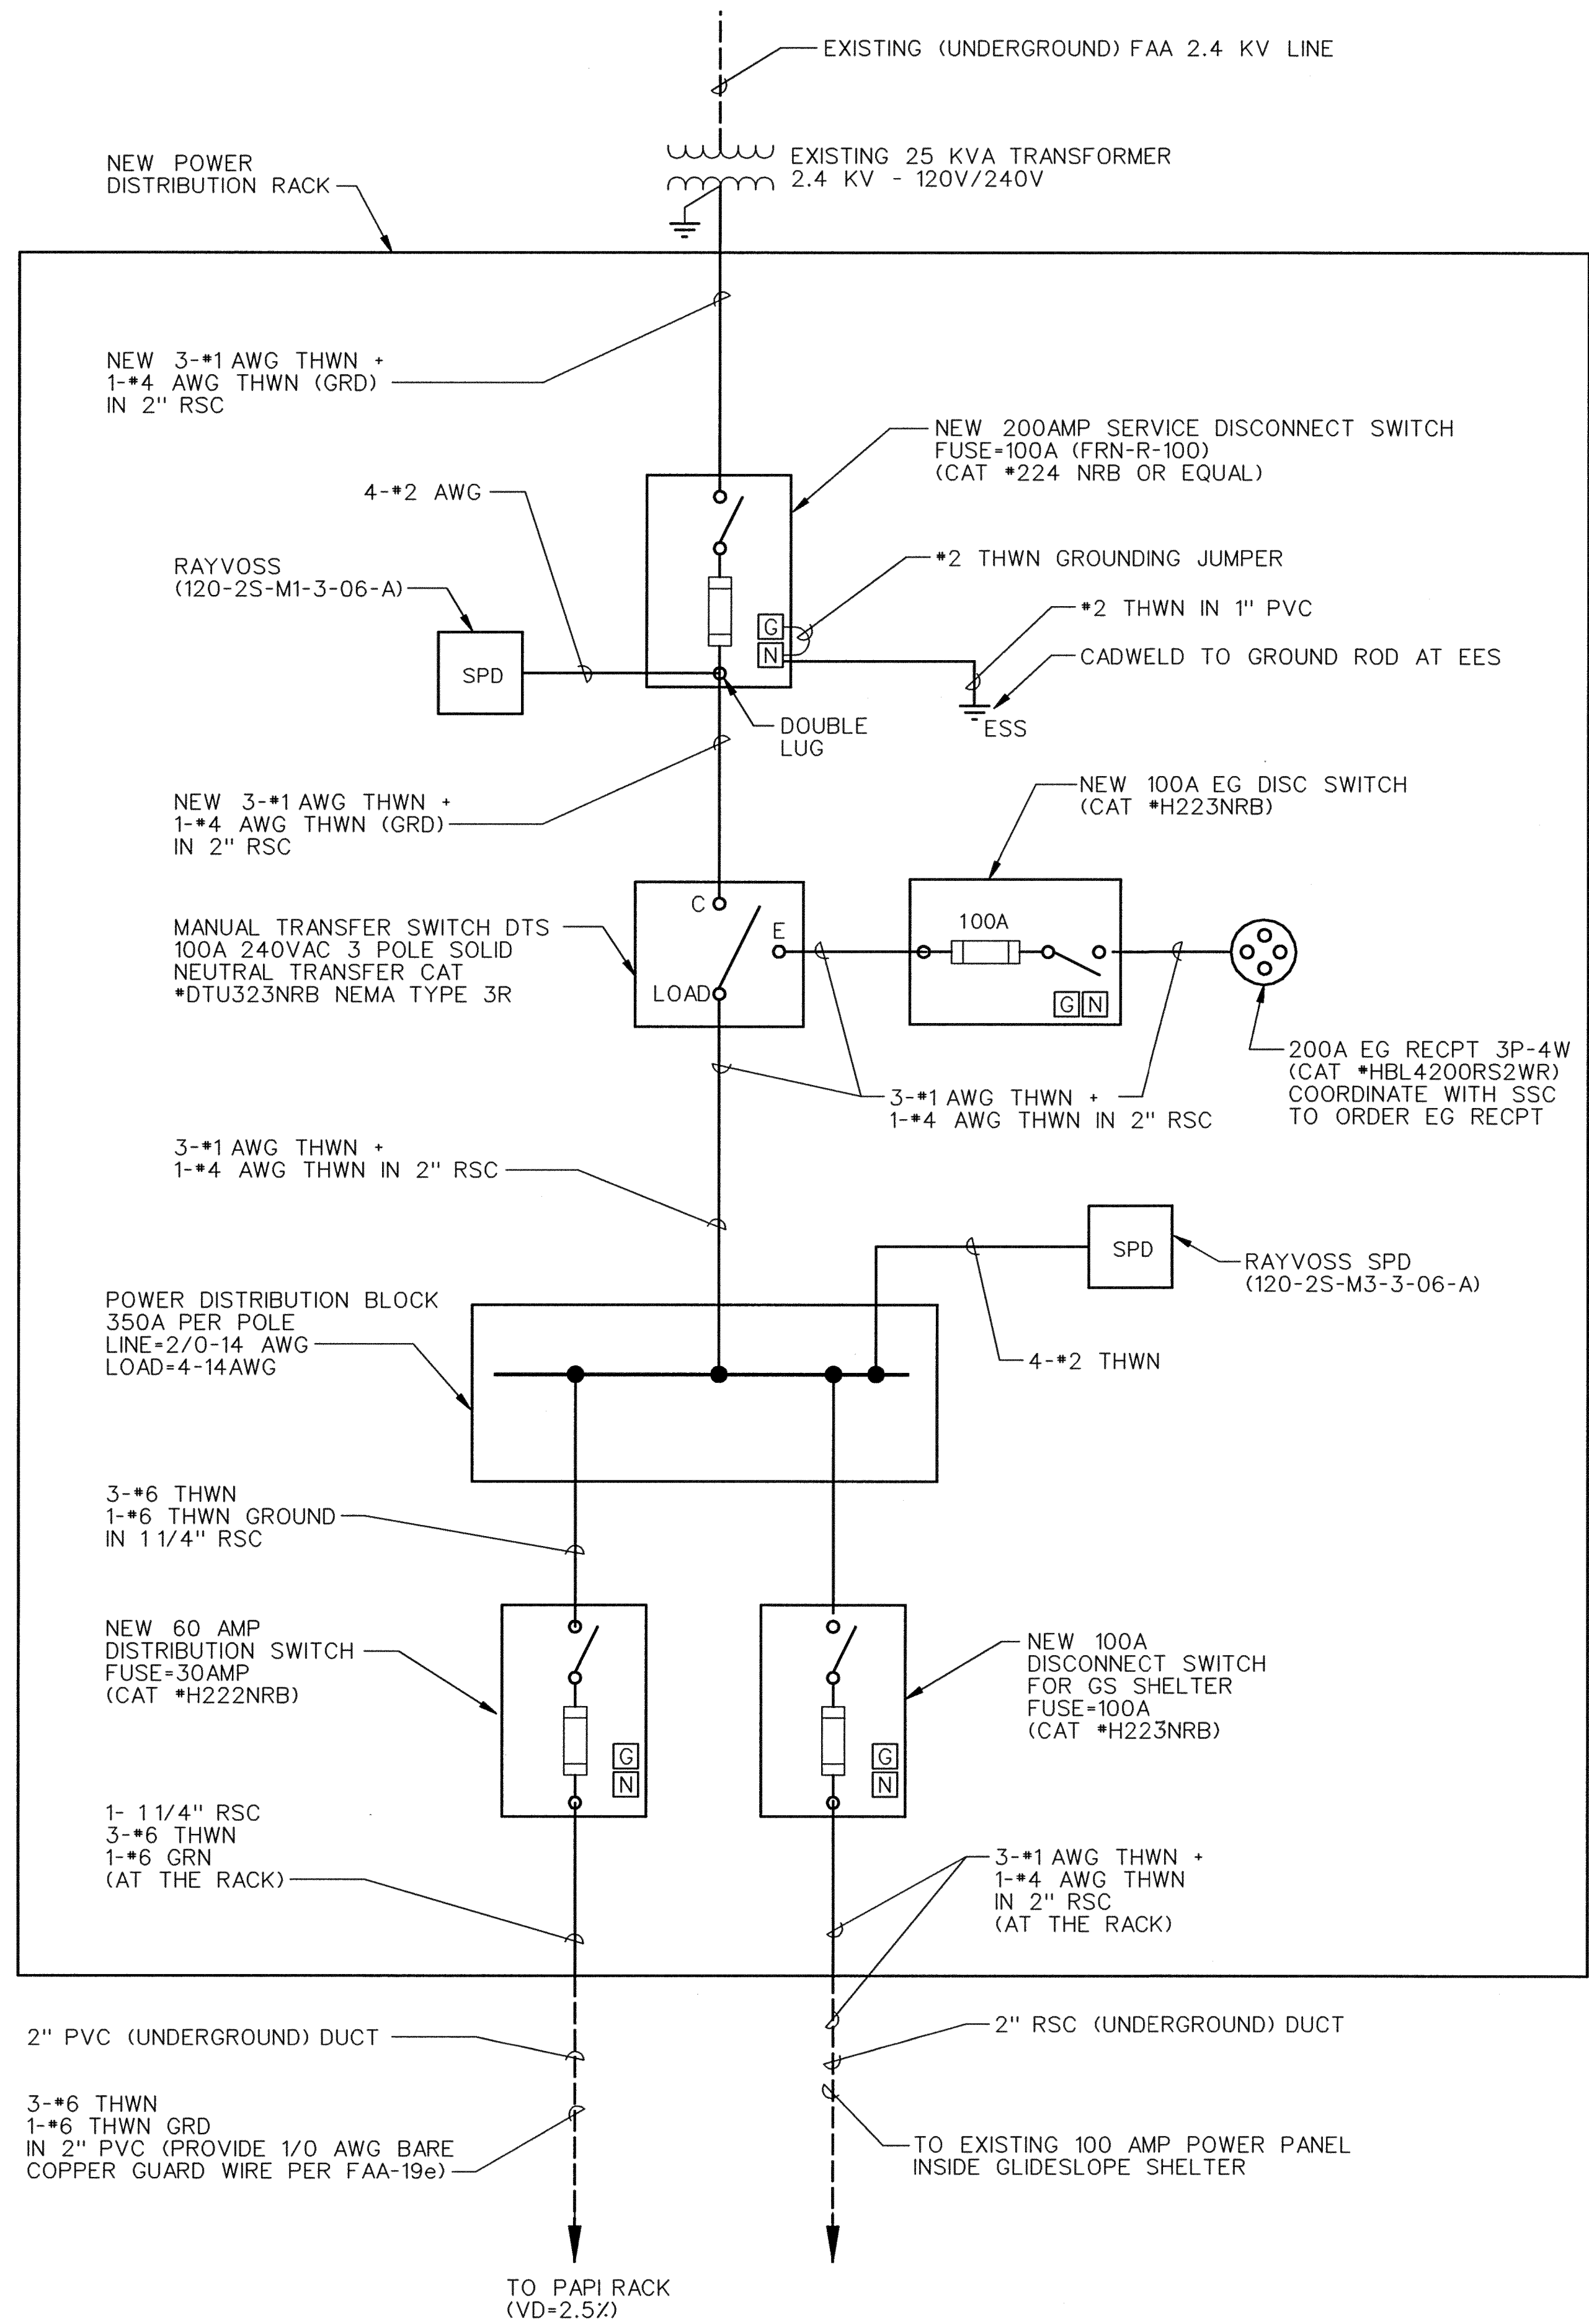 EXISTING (UNDERGROUND) FAA 2.4 KV LINE
EXISTING 25 KVA TRANSFORMER
2.4 KV - 120V/240V
NEW POWER
DISTRIBUTION RACK
NEW 3-#1 AWG THWN +
1-#4 AWG THWN (GRD)
IN 2" RSC
NEW 200AMP SERVICE DISCONNECT SWITCH
FUSE=100A (FRN-R-100)
(CAT #224 NRB OR EQUAL)
4-#2 AWG
#2 THWN GROUNDING JUMPER
RAYVOSS
(120-2S-M1-3-06-A)
#2 THWN IN 1" PVC
G
N
CADWELD TO GROUND ROD AT EES
SPD
ESS
DOUBLE
LUG
NEW 3-#1 AWG THWN +
1-#4 AWG THWN (GRD)
IN 2" RSC
NEW 100A EG DISC SWITCH
(CAT #H223NRB)
MANUAL TRANSFER SWITCH DTS
100A 240VAC 3 POLE SOLID
NEUTRAL TRANSFER CAT
#DTU323NRB NEMA TYPE 3R
C
E
LOAD
100A
G N
200A EG RECPT 3P-4W
(CAT #HBL4200RS2WR)
COORDINATE WITH SSC
TO ORDER EG RECPT
3-#1 AWG THWN +
1-#4 AWG THWN IN 2" RSC
3-#1 AWG THWN +
1-#4 AWG THWN IN 2" RSC
SPD
RAYVOSS SPD
(120-2S-M3-3-06-A)
POWER DISTRIBUTION BLOCK
350A PER POLE
LINE=2/0-14 AWG
LOAD=4-14AWG
4-#2 THWN
3-#6 THWN
1-#6 THWN GROUND
IN 1 1/4" RSC
NEW 60 AMP
DISTRIBUTION SWITCH
FUSE=30AMP
(CAT #H222NRB)
G
N
G
N
NEW 100A
DISCONNECT SWITCH
FOR GS SHELTER
FUSE=100A
(CAT #H223NRB)
1- 1 1/4" RSC
3-#6 THWN
1-#6 GRN
(AT THE RACK)
3-#1 AWG THWN +
1-#4 AWG THWN
IN 2" RSC
(AT THE RACK)
2" PVC (UNDERGROUND) DUCT
2" RSC (UNDERGROUND) DUCT
3-#6 THWN
1-#6 THWN GRD
IN 2" PVC (PROVIDE 1/0 AWG BARE
COPPER GUARD WIRE PER FAA-19e)
TO EXISTING 100 AMP POWER PANEL
INSIDE GLIDESLOPE SHELTER
TO PAPI RACK
(VD=2.5%)